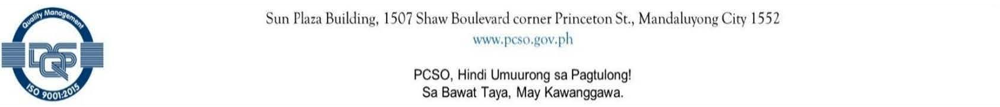 Quality Management
DQS
ISO 9001:2015
Sun Plaza Building, 1507 Shaw Boulevard corner Princeton St., Mandaluyong City 1552
www.pcso.gov.ph
PCSO, Hindi Umuurong sa Pagtulong!
Sa Bawat Taya, May Kawanggawa.